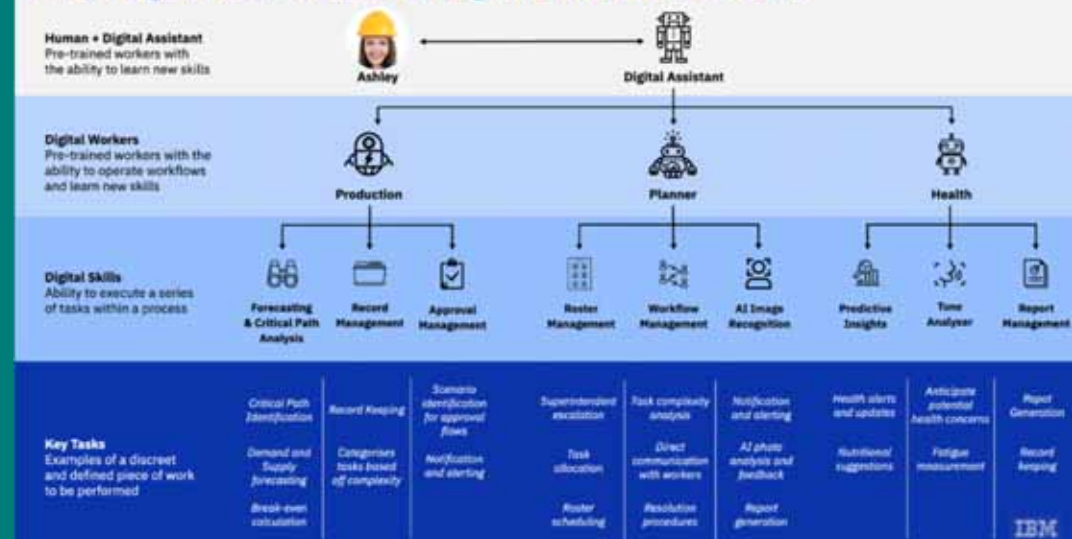 Human + Digital Assistant
Pre-trained workers with
the ability to learn new skills
Ashley
Digital Assistant
Digital Workers
Pre-trained workers with the
ability to operate workflows
and learn new skills
Production
Planner
Health
Digital Skills
Ability to execute a series
of tasks within a process
Forecasting
& Critical Path
Analysis
Record
Management
Approval
Management
Roster
Management
Workflow
Management
AI Image
Recognition
Predictive
Insights
Tone
Analyser
Report
Management
Key Tasks
Examples of a discreet
and defined piece of work
to be performed
Critical Path
Identification
Demand and
Supply
forecasting
Break-even
calculation
Record Keeping
Categorises
tasks based
off complexity
Scenario
identification
for approval
flows
Notification
and alerting
Superintendent
escalation
Task
allocation
Roster
scheduling
Task complexity
analysis
Direct
communication
with workers
Resolution
procedures
Notification
and alerting
AI photo
analysis and
feedback
Report
generation
Health alerts
and updates
Nutritional
suggestions
Anticipate
potential
health concerns
Fatigue
measurement
Report
Generation
Record
keeping
IBM